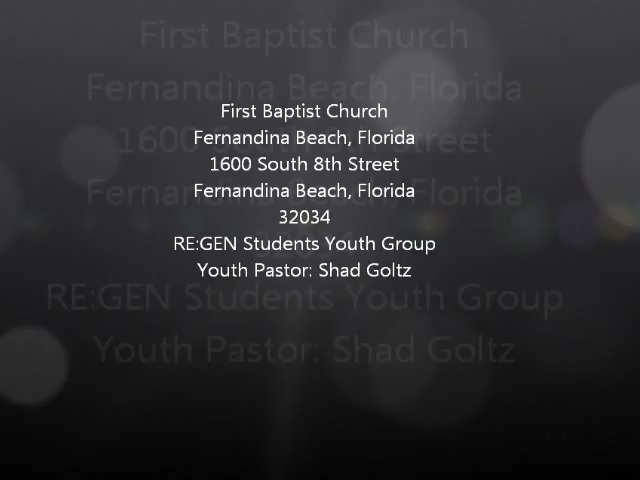 First Baptist Church
Fernandina Beach, Florida
1600 South 8th Street
Fernandina Beach, Florida
32034
RE:GEN Students Youth Group
Youth Pastor: Shad Goltz